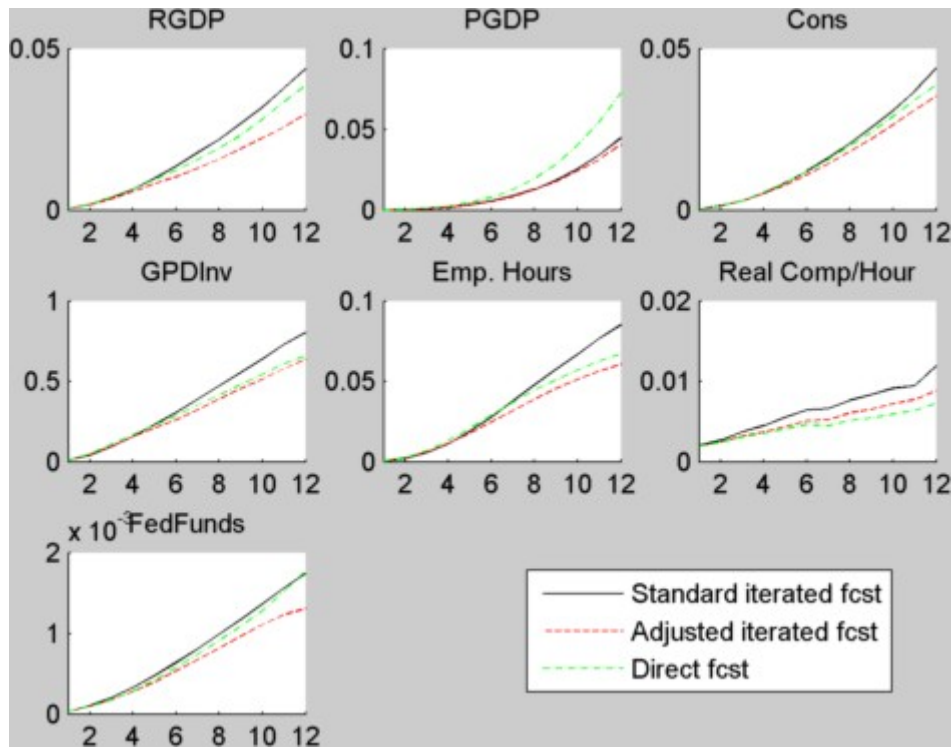 RGDP PGDP Cons
0.05 0.1 0.05
0.05
0 0 0
2 4 6 8 10 12 2 4 6 8 10 12 2 4 6 8 10 12
GPDInv Emp. Hours Real Comp/Hour
1 0.1 0.02
0.5 0.05 0.01
0 0 0
2 4 6 8 10 12 2 4 6 8 10 12 2 4 6 8 10 12
x 10-3 FedFunds
2
1
0
2 4 6 8 10 12
Standard iterated fcst
Adjusted iterated fcst
Direct fcst